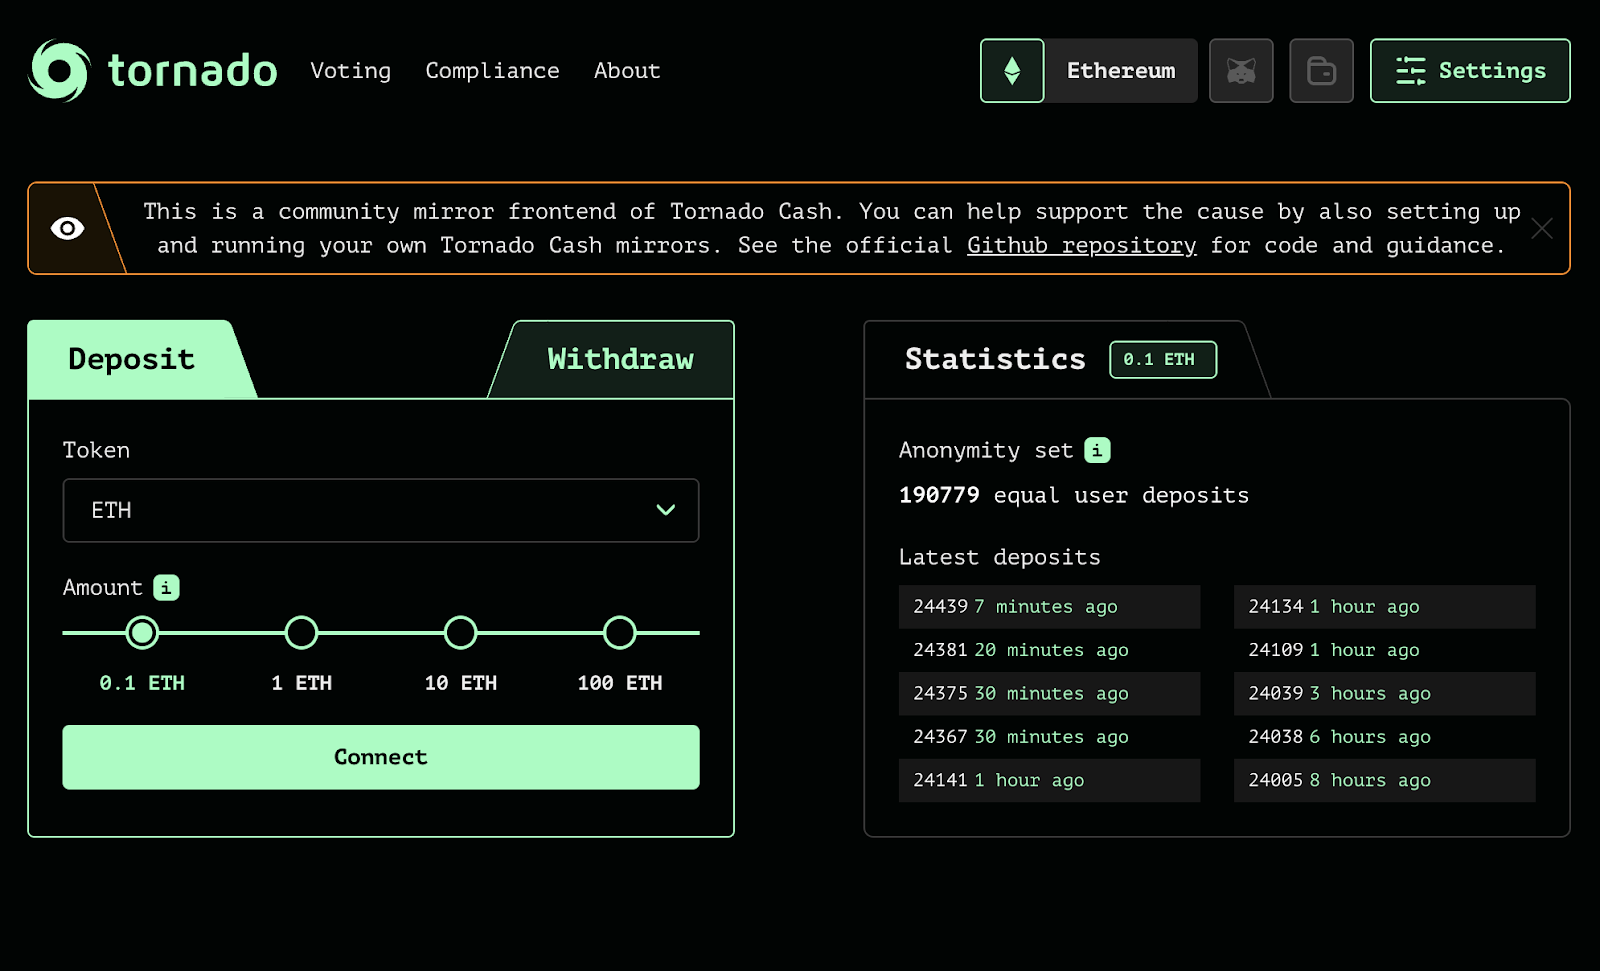 tornado Voting Compliance About Ethereum Settings
This is a community mirror frontend of Tornado Cash. You can help support the cause by also setting up
and running your own Tornado Cash mirrors. See the official Github repository for code and guidance.
Deposit Withdraw
Token
ETH
Amount i
0.1 ETH 1 ETH 10 ETH 100 ETH
Connect
Statistics 0.1 ETH
Anonymity set i
190779 equal user deposits
Latest deposits
24439 7 minutes ago
24381 20 minutes ago
24375 30 minutes ago
24367 30 minutes ago
24141 1 hour ago
24134 1 hour ago
24109 1 hour ago
24039 3 hours ago
24038 6 hours ago
24005 8 hours ago